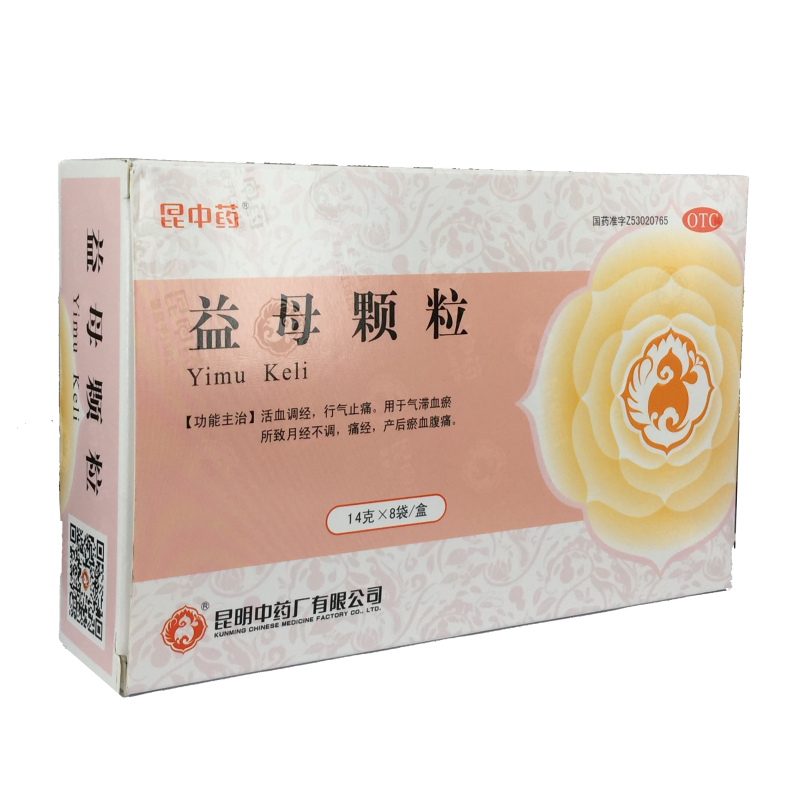 昆中药®
国药准字Z53020765
OTC
益母颗粒
Yimu Keli
【功能主治】活血调经，行气止痛。用于气滞血瘀
所致月经不调，痛经，产后瘀血腹痛。
14克×8袋/盒
®
昆明中药厂有限公司
KUNMING CHINESE MEDICINE FACTORY CO., LTD.
益母颗粒
Yimu Keli